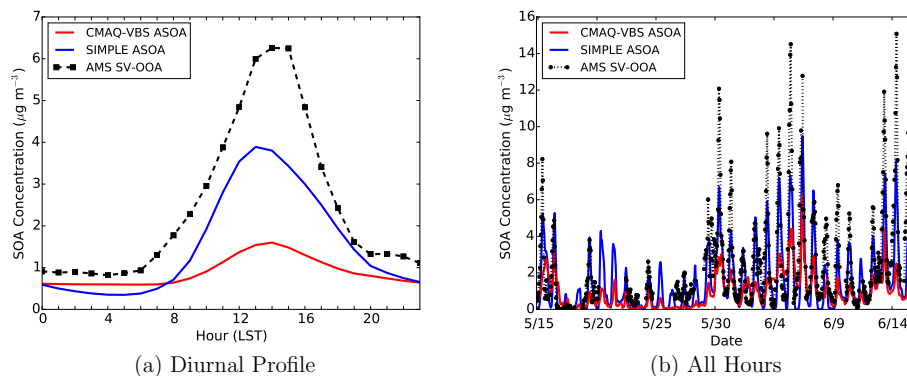 CMAQ-VBS ASOA
SIMPLE ASOA
AMS SV-OOA
SOA Concentration (μg m⁻³)
7
6
5
4
3
2
1
0
0 4 8 12 16 20
Hour (LST)
(a) Diurnal Profile
CMAQ-VBS ASOA
SIMPLE ASOA
AMS SV-OOA
SOA Concentration (μg m⁻³)
16
14
12
10
8
6
4
2
0
5/15 5/20 5/25 5/30 6/4 6/9 6/14
Date
(b) All Hours